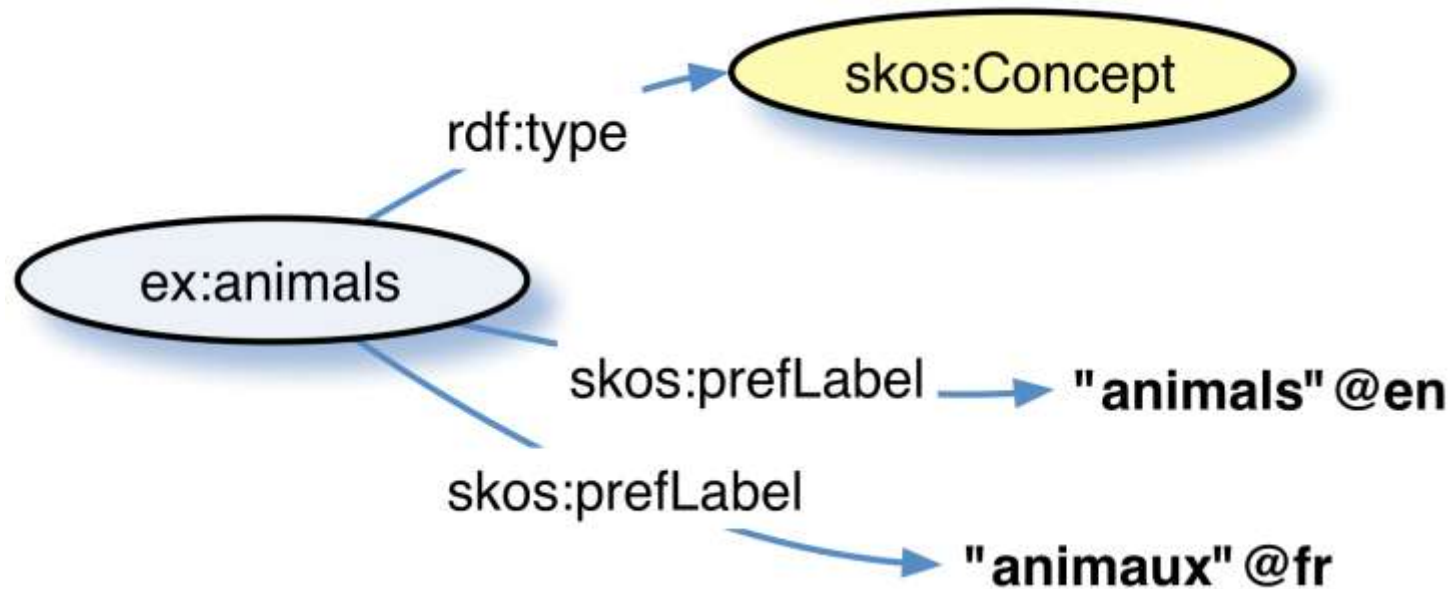 skos:Concept
rdf:type
ex:animals
skos:prefLabel
"animals"@en
skos:prefLabel
"animaux"@fr